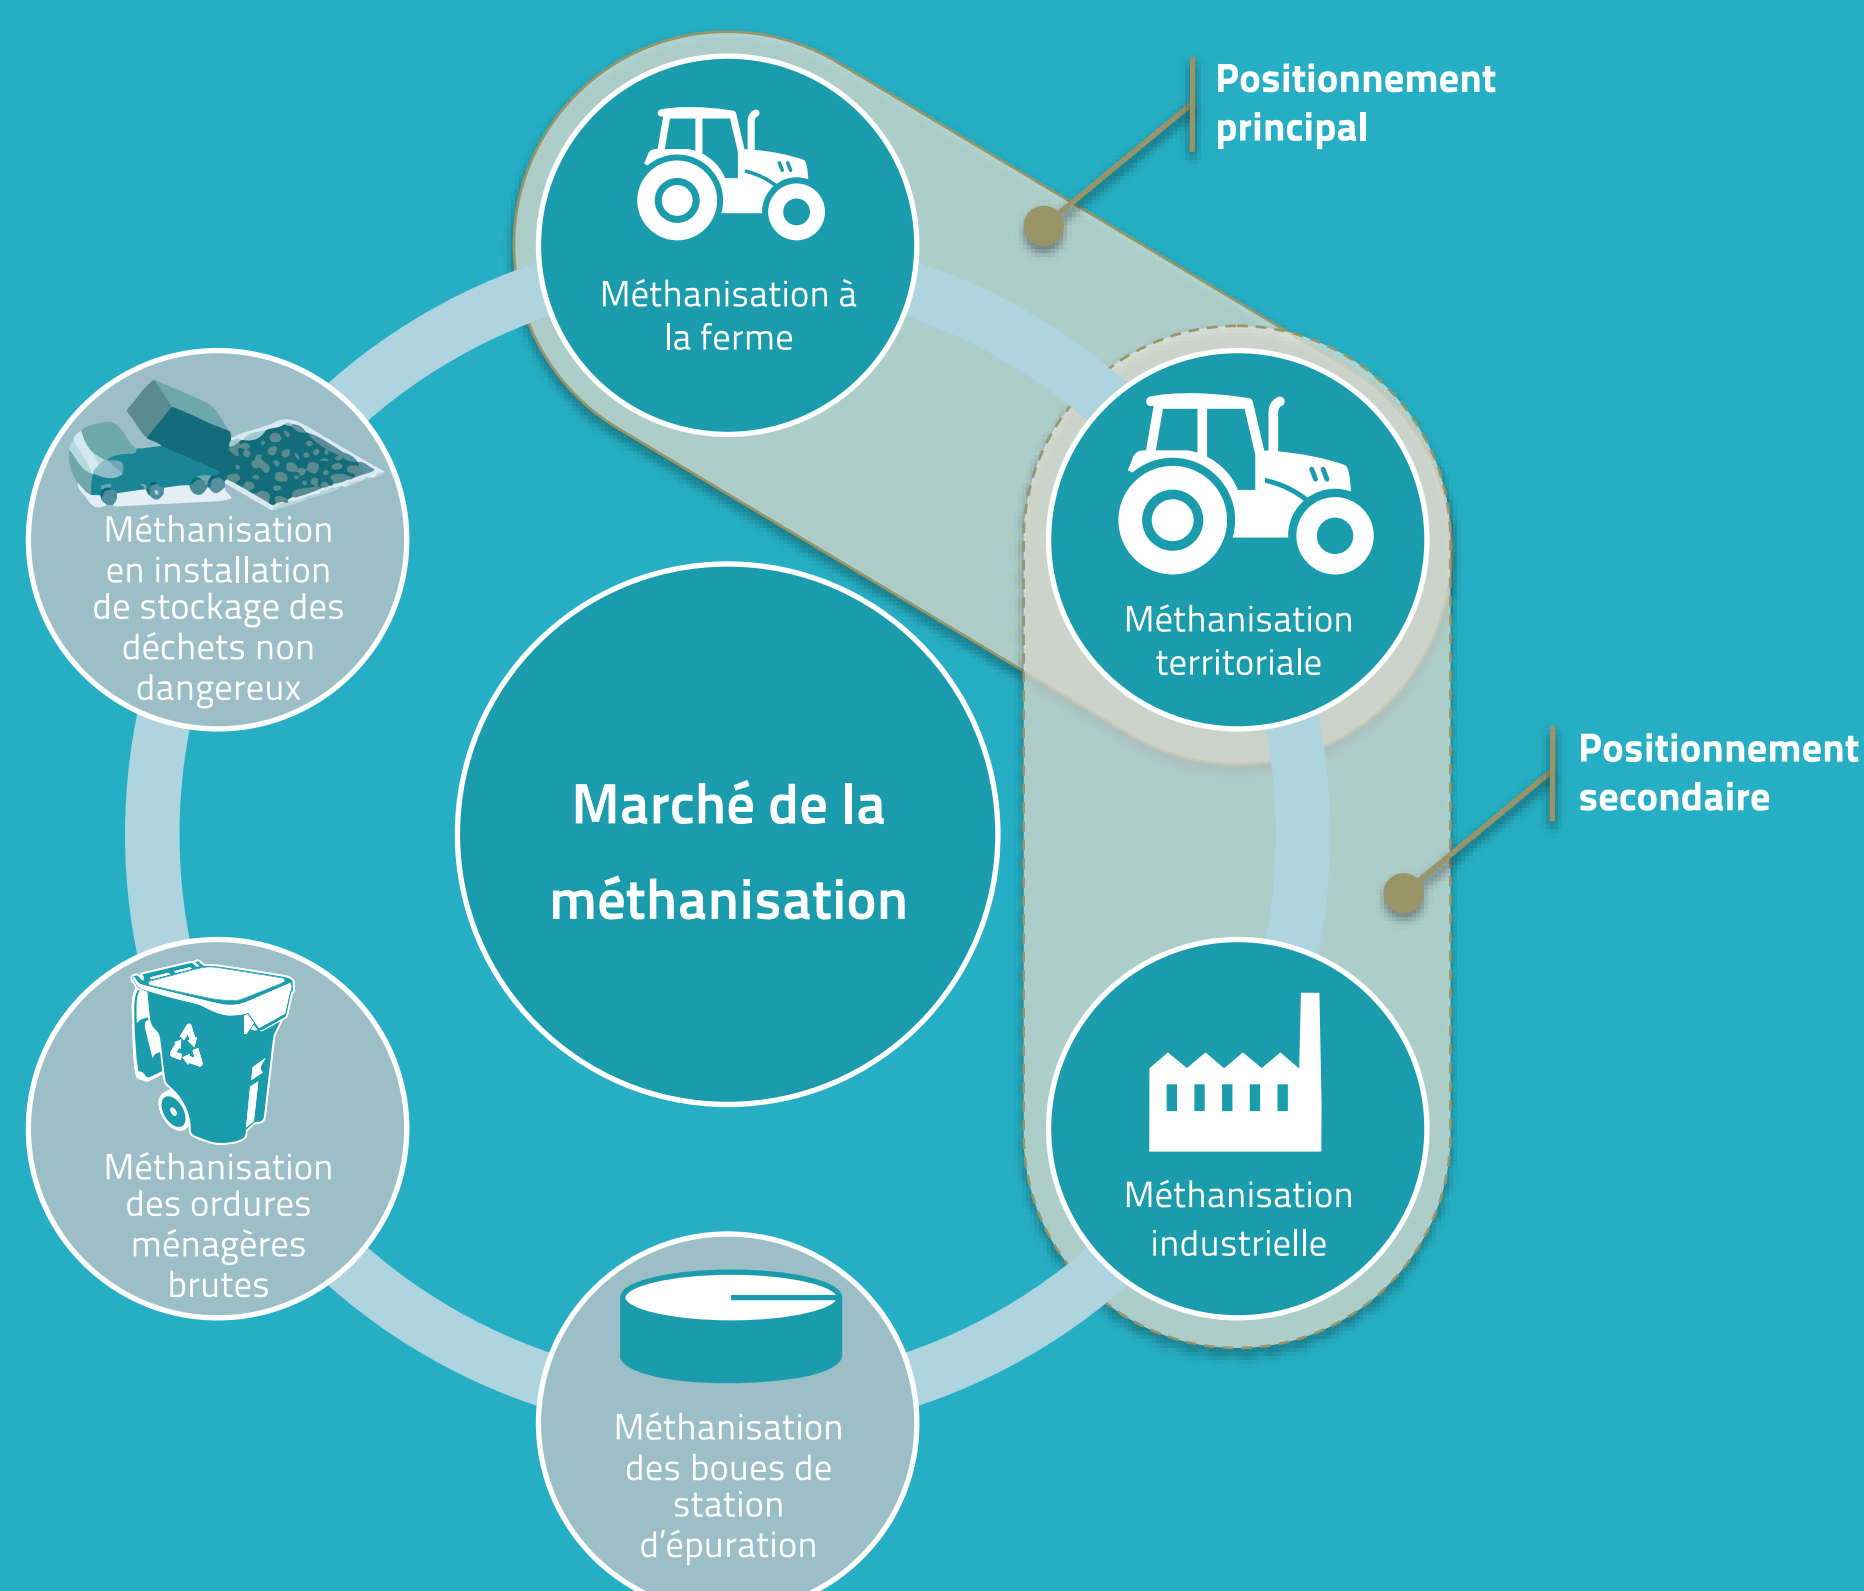 Positionnement
principal
Méthanisation à
la ferme
Méthanisation
territoriale
Positionnement
secondaire
Méthanisation
industrielle
Méthanisation
des boues de
station
d'épuration
Méthanisation
des ordures
ménagères
brutes
Méthanisation
en installation
de stockage des
déchets non
dangereux
Marché de la
méthanisation